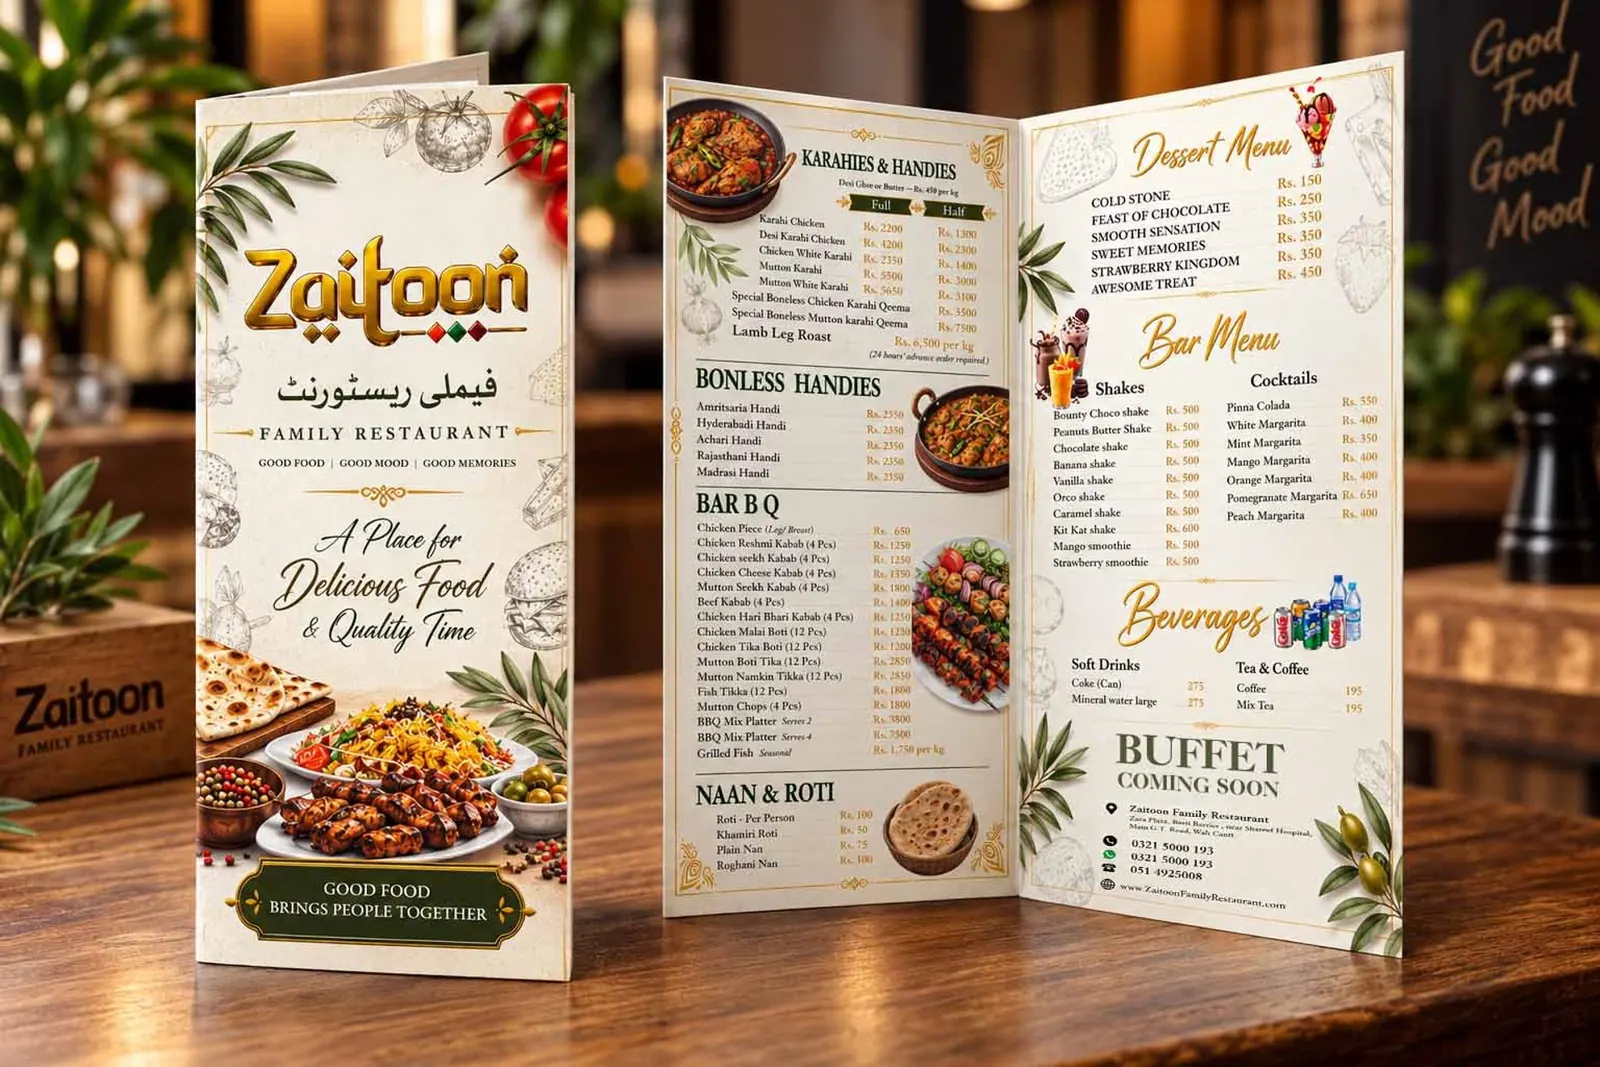 Zaitoon
فیملی ریسٹورنٹ
FAMILY RESTAURANT
GOOD FOOD | GOOD MOOD | GOOD MEMORIES
A Place for
Delicious Food
& Quality Time
GOOD FOOD
BRINGS PEOPLE TOGETHER
Zaitoon
FAMILY RESTAURANT
KARAHIES & HANDIES
Desi Ghee or Butter — Rs. 450 per kg
Full Half
Karahi Chicken Rs. 2200 Rs. 1300
Desi Karahi Chicken Rs. 4200 Rs. 2300
Chicken White Karahi Rs. 2350 Rs. 1400
Mutton Karahi Rs. 5500 Rs. 3000
Mutton White Karahi Rs. 5650 Rs. 3100
Special Boneless Chicken Karahi Qeema Rs. 3500
Special Boneless Mutton karahi Qeema Rs. 7500
Lamb Leg Roast Rs. 6,500 per kg
(24 hours' advance order required.)
BONLESS HANDIES
Amritsaria Handi Rs. 2350
Hyderabadi Handi Rs. 2350
Achari Handi Rs. 2350
Rajasthani Handi Rs. 2350
Madrasi Handi Rs. 2350
BAR B Q
Chicken Piece (Leg/ Breast) Rs. 650
Chicken Reshmi Kabab (4 Pcs) Rs. 1250
Chicken seekh Kabab (4 Pcs) Rs. 1250
Chicken Cheese Kabab (4 Pcs) Rs. 1350
Mutton Seekh Kabab (4 Pcs) Rs. 1800
Beef Kabab (4 Pcs) Rs. 1400
Chicken Hari Bhari Kabab (4 Pcs) Rs. 1250
Chicken Malai Boti (12 Pcs) Rs. 1250
Chicken Tika Boti (12 Pcs) Rs. 1200
Mutton Boti Tika (12 Pcs) Rs. 2850
Mutton Namkin Tikka (12 Pcs) Rs. 2850
Fish Tikka (12 Pcs) Rs. 1800
Mutton Chops (4 Pcs) Rs. 1800
BBQ Mix Platter Serves 2 Rs. 3800
BBQ Mix Platter Serves 4 Rs. 7500
Grilled Fish Seasonal Rs. 1,750 per kg
NAAN & ROTI
Roti - Per Person Rs. 100
Khamiri Roti Rs. 50
Plain Nan Rs. 75
Roghani Nan Rs. 100
Dessert Menu
COLD STONE Rs. 150
FEAST OF CHOCOLATE Rs. 250
SMOOTH SENSATION Rs. 350
SWEET MEMORIES Rs. 350
STRAWBERRY KINGDOM Rs. 350
AWESOME TREAT Rs. 450
Bar Menu
Shakes
Bounty Choco shake Rs. 500
Peanuts Butter Shake Rs. 500
Chocolate shake Rs. 500
Banana shake Rs. 500
Vanilla shake Rs. 500
Orco shake Rs. 500
Caramel shake Rs. 500
Kit Kat shake Rs. 600
Mango smoothie Rs. 500
Strawberry smoothie Rs. 500
Cocktails
Pinna Colada Rs. 550
White Margarita Rs. 400
Mint Margarita Rs. 350
Mango Margarita Rs. 400
Orange Margarita Rs. 400
Pomegranate Margarita Rs. 650
Peach Margarita Rs. 400
Beverages
Soft Drinks
Coke (Can) 275
Mineral water large 275
Tea & Coffee
Coffee 195
Mix Tea 195
BUFFET
COMING SOON
Zaitoon Family Restaurant
Zara Plaza, Basti Barrier - near Shareef Hospital,
Main G.T. Road, Wah Cantt
0321 5000 193
0321 5000 193
051 4925008
www.ZaitoonFamilyRestaurant.com
Good
Food
Good
Mood